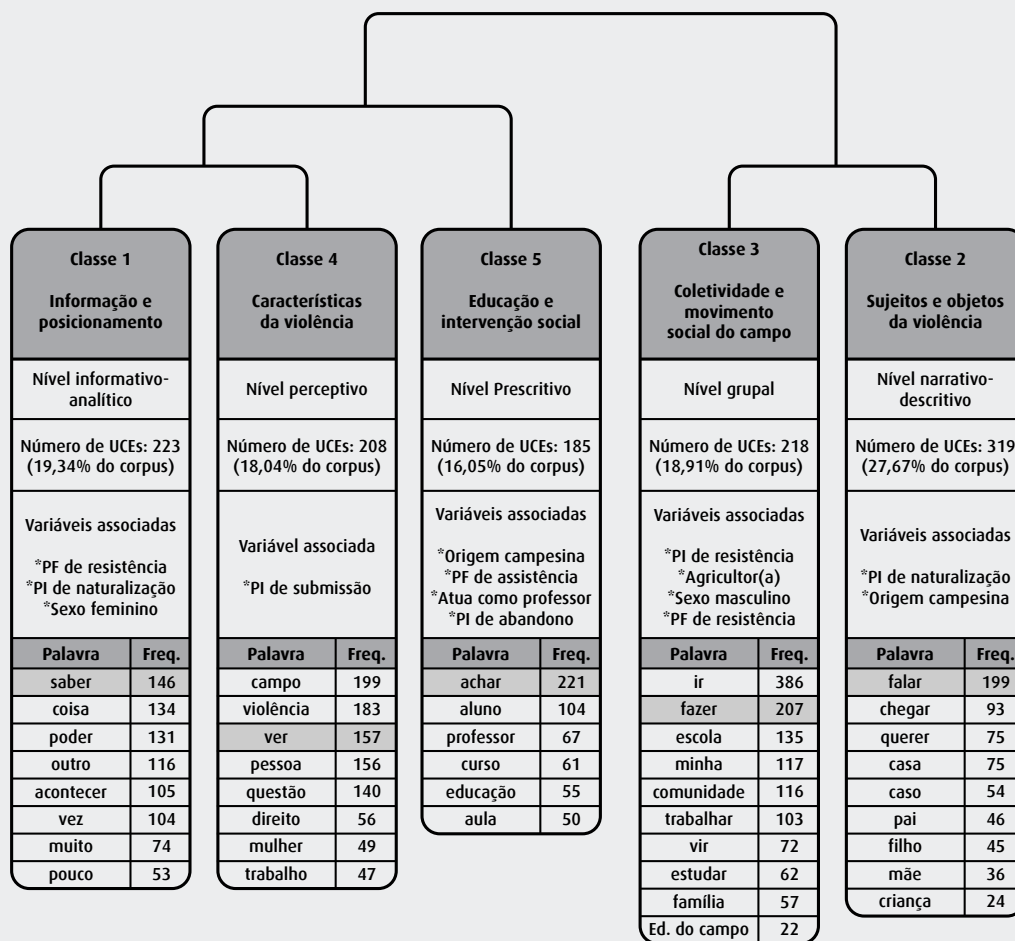 Classe 1
Informação e
posicionamento
Nível informativo-
analítico
Número de UCEs: 223
(19,34% do corpus)
Variáveis associadas
*PF de resistência
*PI de naturalização
*Sexo feminino
Palavra Freq.
saber 146
coisa 134
poder 131
outro 116
acontecer 105
vez 104
muito 74
pouco 53
Classe 4
Características
da violência
Nível perceptivo
Número de UCEs: 208
(18,04% do corpus)
Variável associada
*PI de submissão
Palavra Freq.
campo 199
violência 183
ver 157
pessoa 156
questão 140
direito 56
mulher 49
trabalho 47
Classe 5
Educação e
intervenção social
Nível Prescritivo
Número de UCEs: 185
(16,05% do corpus)
Variáveis associadas
*Origem campesina
*PF de assistência
*Atua como professor
*PI de abandono
Palavra Freq.
achar 221
aluno 104
professor 67
curso 61
educação 55
aula 50
Classe 3
Coletividade e
movimento
social do campo
Nível grupal
Número de UCEs: 218
(18,91% do corpus)
Variáveis associadas
*PI de resistência
*Agricultor(a)
*Sexo masculino
*PF de resistência
Palavra Freq.
ir 386
fazer 207
escola 135
minha 117
comunidade 116
trabalhar 103
vir 72
estudar 62
família 57
Ed. do campo 22
Classe 2
Sujeitos e objetos
da violência
Nível narrativo-
descritivo
Número de UCEs: 319
(27,67% do corpus)
Variáveis associadas
*PI de naturalização
*Origem campesina
Palavra Freq.
falar 199
chegar 93
querer 75
casa 75
caso 54
pai 46
filho 45
mãe 36
criança 24